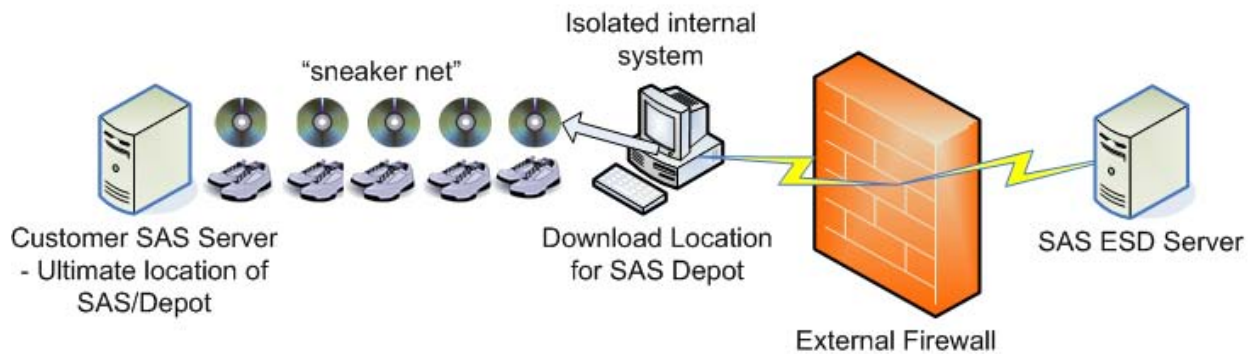 Isolated internal
system
“sneaker net”
Customer SAS Server
- Ultimate location of
SAS/Depot
Download Location
for SAS Depot
SAS ESD Server
External Firewall